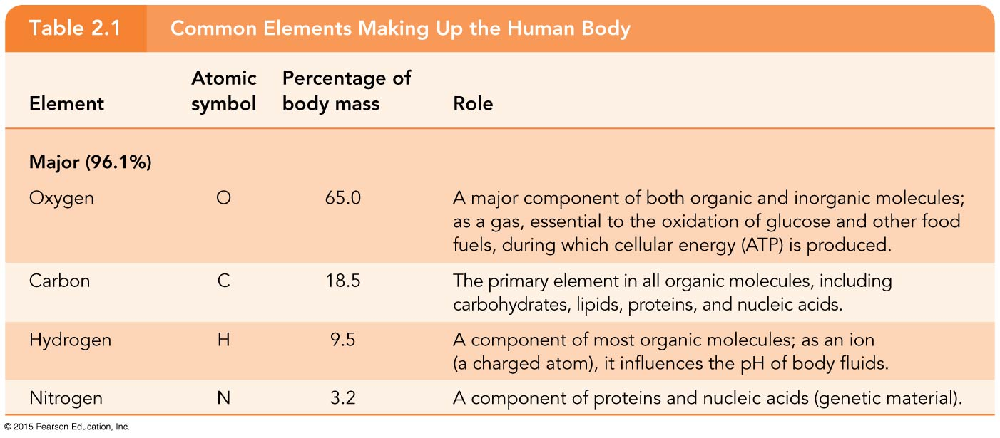 Table 2.1 Common Elements Making Up the Human Body
Element Atomic symbol Percentage of body mass Role
Major (96.1%)
Oxygen O 65.0 A major component of both organic and inorganic molecules;
as a gas, essential to the oxidation of glucose and other food
fuels, during which cellular energy (ATP) is produced.
Carbon C 18.5 The primary element in all organic molecules, including
carbohydrates, lipids, proteins, and nucleic acids.
Hydrogen H 9.5 A component of most organic molecules; as an ion
(a charged atom), it influences the pH of body fluids.
Nitrogen N 3.2 A component of proteins and nucleic acids (genetic material).
© 2015 Pearson Education, Inc.